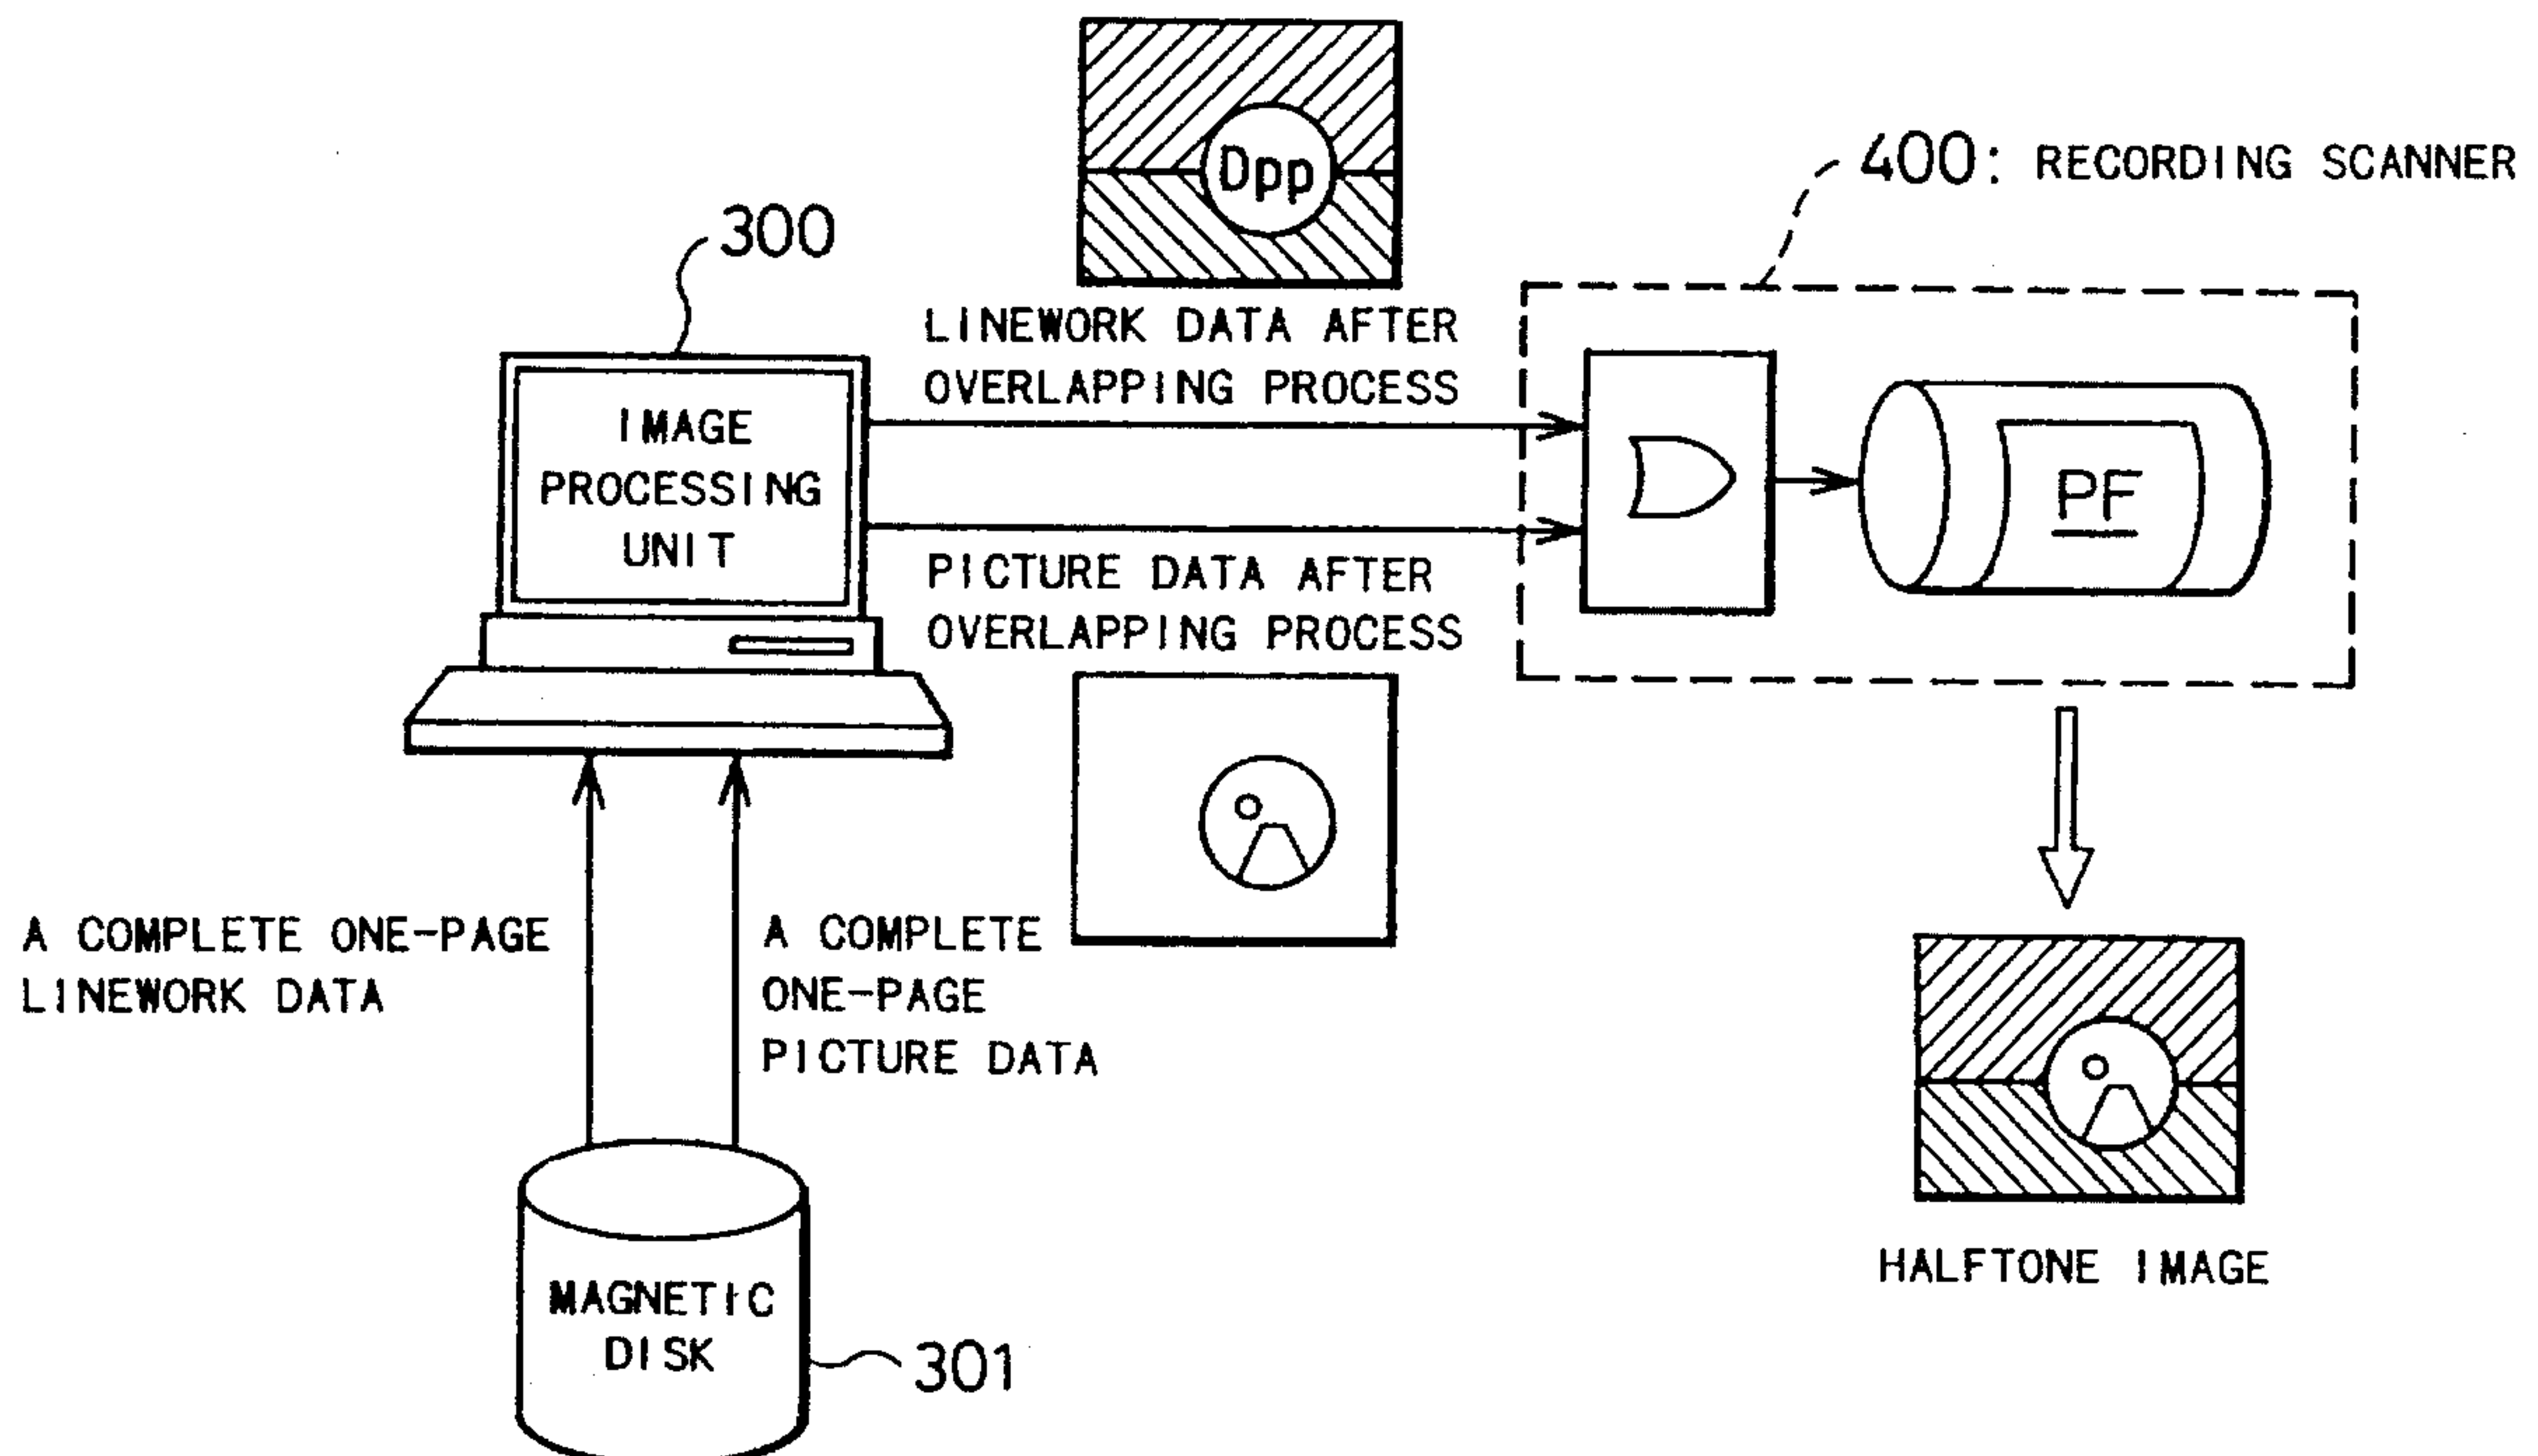 Dpp
400: RECORDING SCANNER
300
LINEWORK DATA AFTER
OVERLAPPING PROCESS
IMAGE
PROCESSING
UNIT
PF
PICTURE DATA AFTER
OVERLAPPING PROCESS
A COMPLETE ONE-PAGE
LINEWORK DATA
A COMPLETE
ONE-PAGE
PICTURE DATA
HALFTONE IMAGE
MAGNETIC
DISK
301